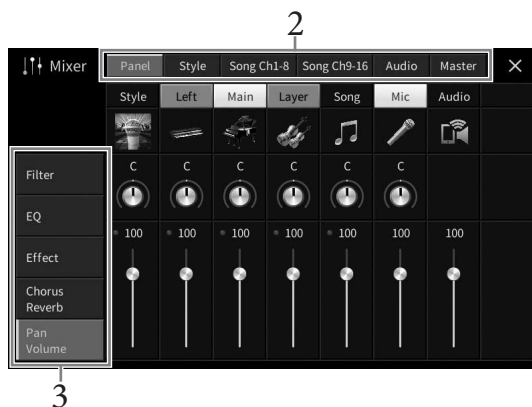 2
Mixer
Panel Style Song Ch1-8 Song Ch9-16 Audio Master ×
Style Left Main Layer Song Mic Audio
Filter
EQ
Effect
Chorus
Reverb
Pan
Volume
C C C C C C
100 100 100 100 100 100 100
3